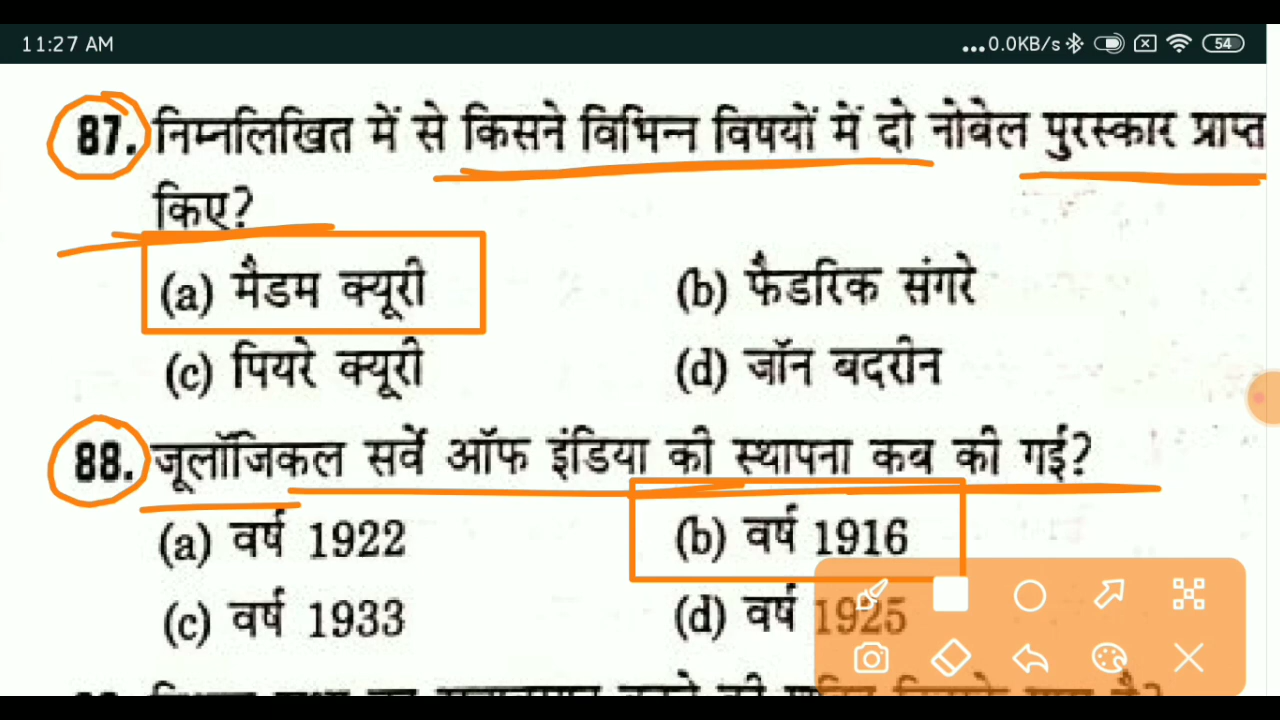 11:27 AM
...0.0KB/s 54
87. निम्नलिखित में से किसने विभिन्न विषयों में दो नोबेल पुरस्कार प्राप्त
किए?
(a) मैडम क्यूरी (b) फैडरिक संगरे
(c) पियरे क्यूरी (d) जॉन बदरीन
88. जूलॉजिकल सर्वे ऑफ इंडिया की स्थापना कब की गई?
(a) वर्ष 1922 (b) वर्ष 1916
(c) वर्ष 1933 (d) वर्ष 1925